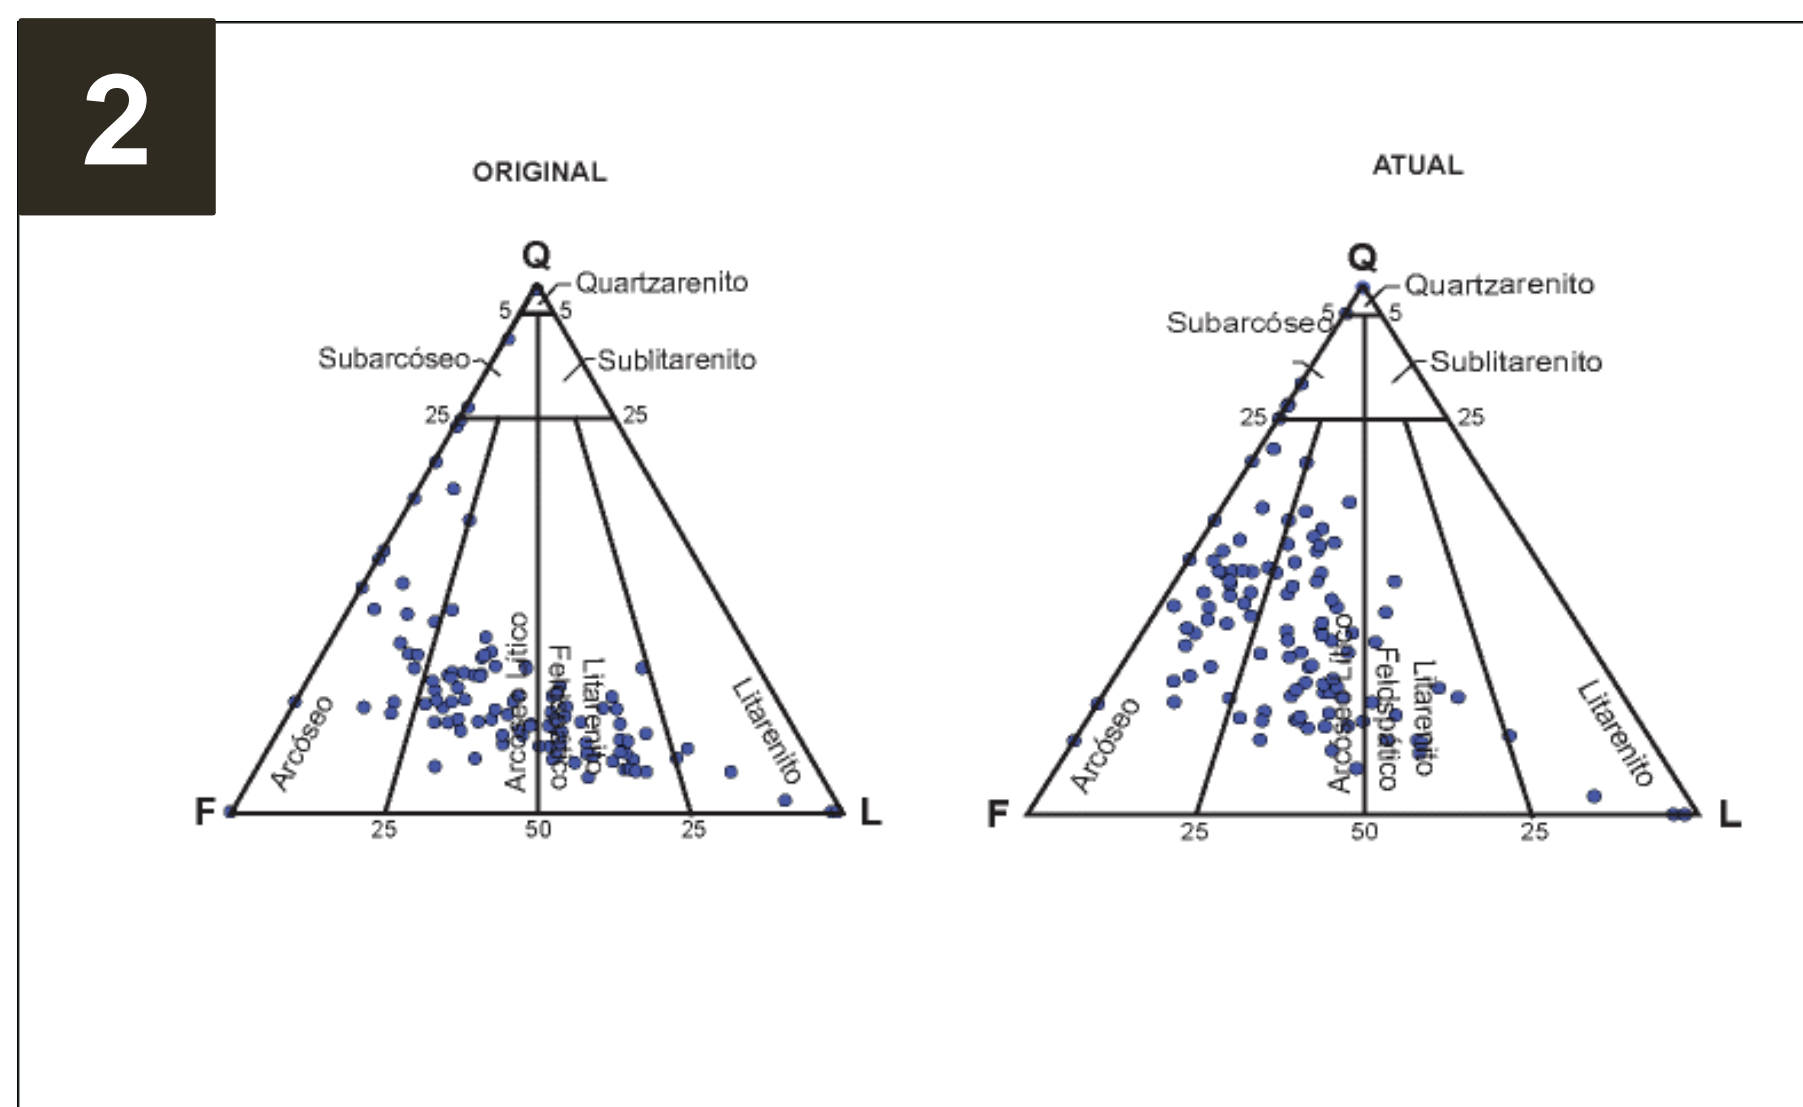 2
ORIGINAL
Q
Quartzarenito
5
5
Subarcóseo
Sublitarenito
25
25
Arcóseo
Arcóseo Lítico
Litarenito
Feldspático
Litarenito
F
L
25
50
25
ATUAL
Q
Quartzarenito
5
5
Subarcóseo
Sublitarenito
25
25
Arcóseo
Arcóseo Lítico
Litarenito
Feldspático
Litarenito
F
L
25
50
25